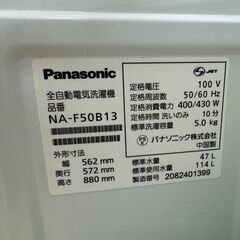 Panasonic
全自動電気洗濯機
品番
NA-F50B13
外形寸法
幅 562 mm
奥行 572 mm
高さ 880 mm
JET
定格電圧 100 V
定格周波数 50/60 Hz
定格消費電力 400/430 W
定格時間 洗いのみ 10分
標準洗濯容量 5.0 kg
パナソニック株式会社
中国製
標準水量 47 L
標準使用水量 114 L
製造番号 2082401399